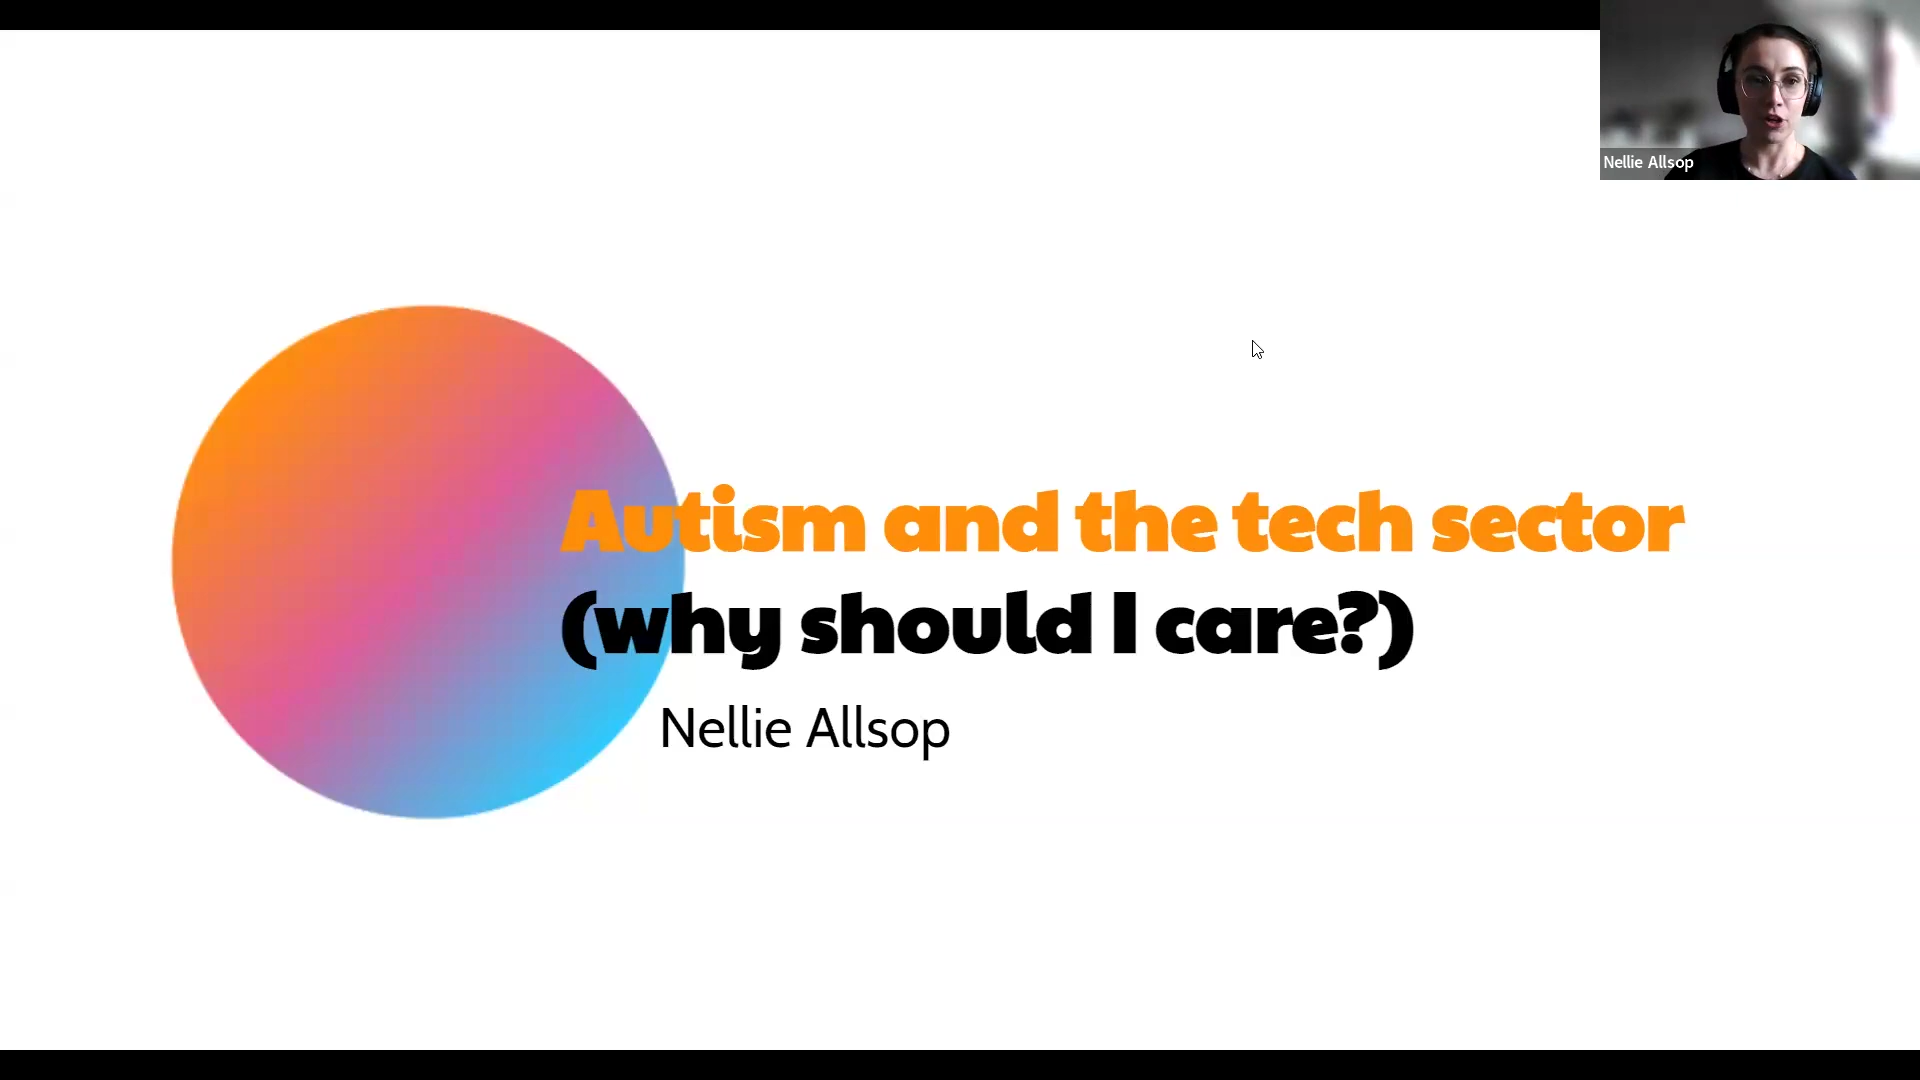 Nellie Allsop
Autism and the tech sector
(why should I care?)
Nellie Allsop